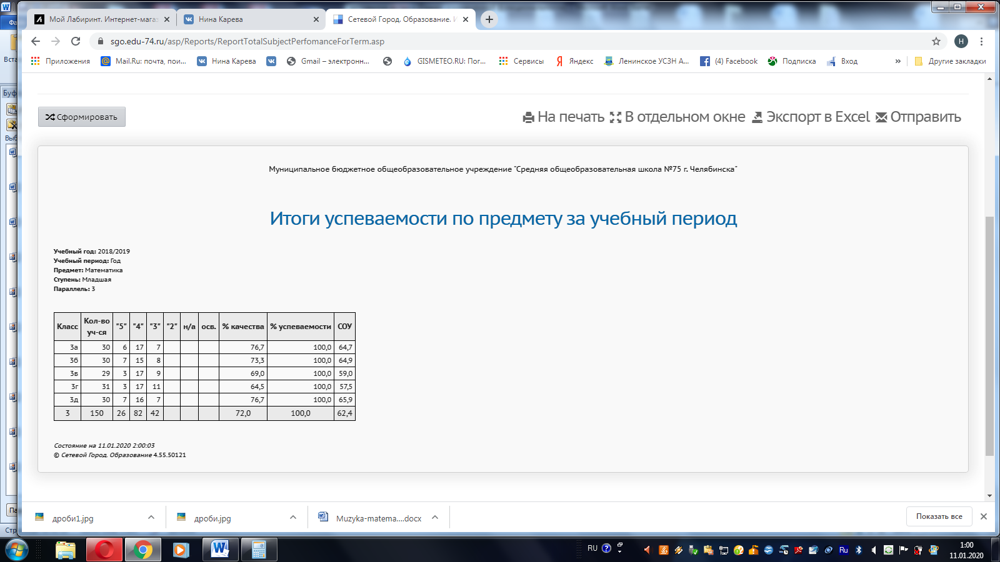 Мой Лабиринт. Интернет-мага
Нина Карева
Сетевой Город. Образование. И
sgo.edu-74.ru/asp/Reports/ReportTotalSubjectPerfomanceForTerm.asp
Н
Приложения
Mail.Ru: почта, пои...
Нина Карева
Gmail – электронн...
GISMETEO.RU: Пог...
Сервисы
Яндекс
Ленинское УСЗН А...
(4) Facebook
Подписка
Вход
»
Другие закладки
Сформировать
На печать
В отдельном окне
Экспорт в Excel
Отправить
Муниципальное бюджетное общеобразовательное учреждение "Средняя общеобразовательная школа №75 г. Челябинска"
Итоги успеваемости по предмету за учебный период
Учебный год: 2018/2019
Учебный период: Год
Предмет: Математика
Ступень: Младшая
Параллель: 3
Класс Кол-во уч-ся "5" "4" "3" "2" н/а осв. % качества % успеваемости СОУ
3а 30 6 17 7 76,7 100,0 64,7
3б 30 7 15 8 73,3 100,0 64,9
3в 29 3 17 9 69,0 100,0 59,0
3г 31 3 17 11 64,5 100,0 57,5
3д 30 7 16 7 76,7 100,0 65,9
3 150 26 82 42 72,0 100,0 62,4
Состояние на 11.01.2020 2:00:03
© Сетевой Город. Образование 4.55.50121
дроби1.jpg
дроби.jpg
Muzyka-matema....docx
Показать все
RU
Ru
1:00
11.01.2020